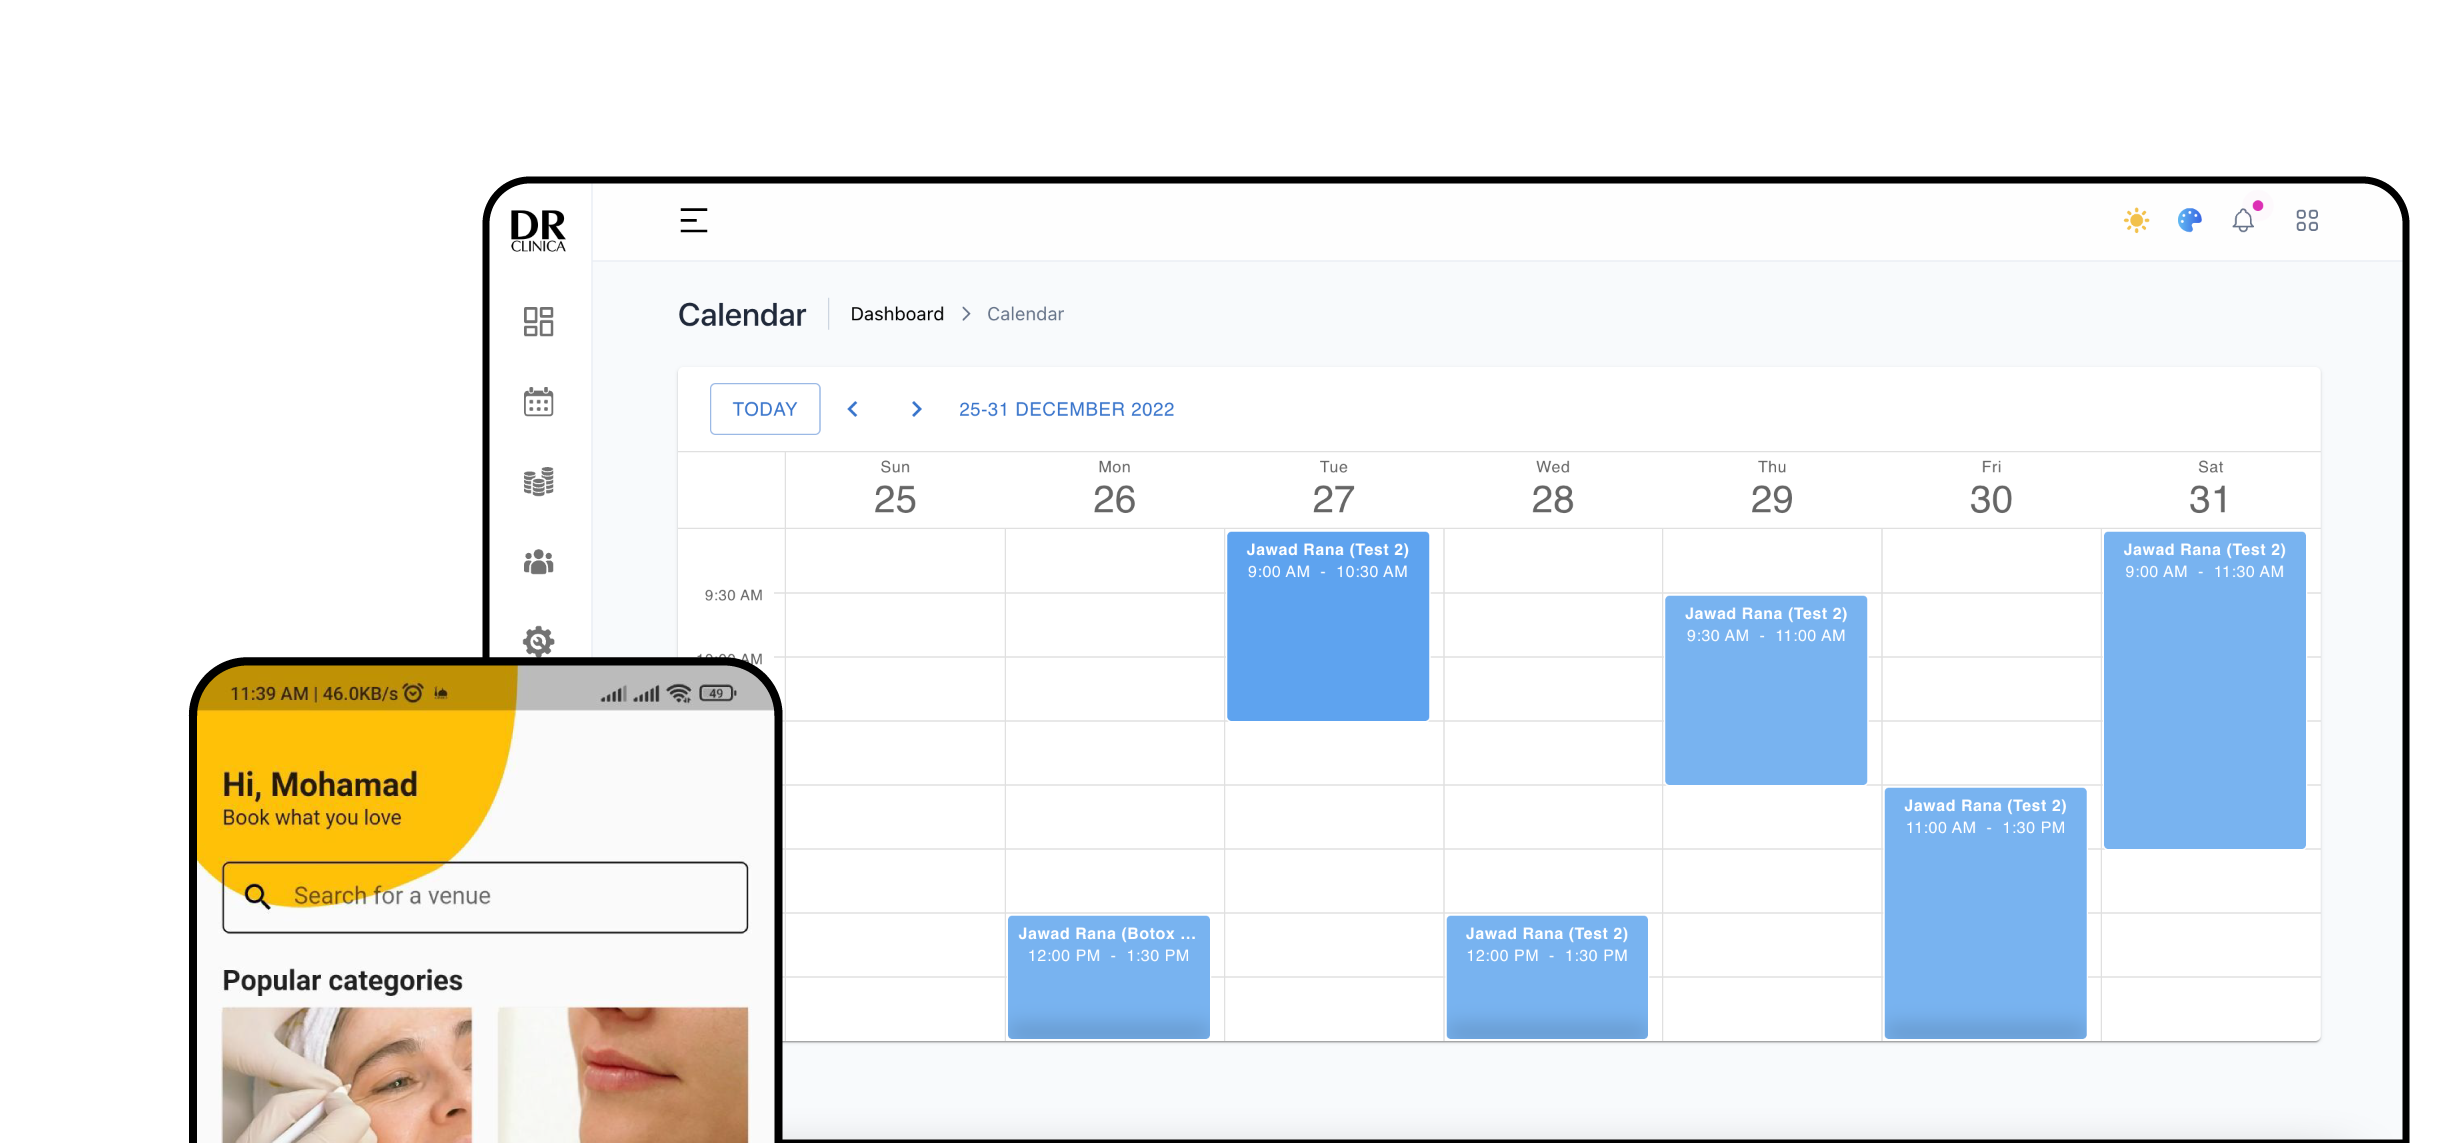 DR
CLINICA
Calendar
Dashboard > Calendar
TODAY
25-31 DECEMBER 2022
Sun
25
Mon
26
Tue
27
Wed
28
Thu
29
Fri
30
Sat
31
9:30 AM
AM
Jawad Rana (Test 2)
9:00 AM - 10:30 AM
Jawad Rana (Test 2)
9:00 AM - 11:30 AM
Jawad Rana (Test 2)
9:30 AM - 11:00 AM
Jawad Rana (Test 2)
11:00 AM - 1:30 PM
Jawad Rana (Botox ...
12:00 PM - 1:30 PM
Jawad Rana (Test 2)
12:00 PM - 1:30 PM
11:39 AM | 46.0KB/s
49
Hi, Mohamad
Book what you love
Search for a venue
Popular categories